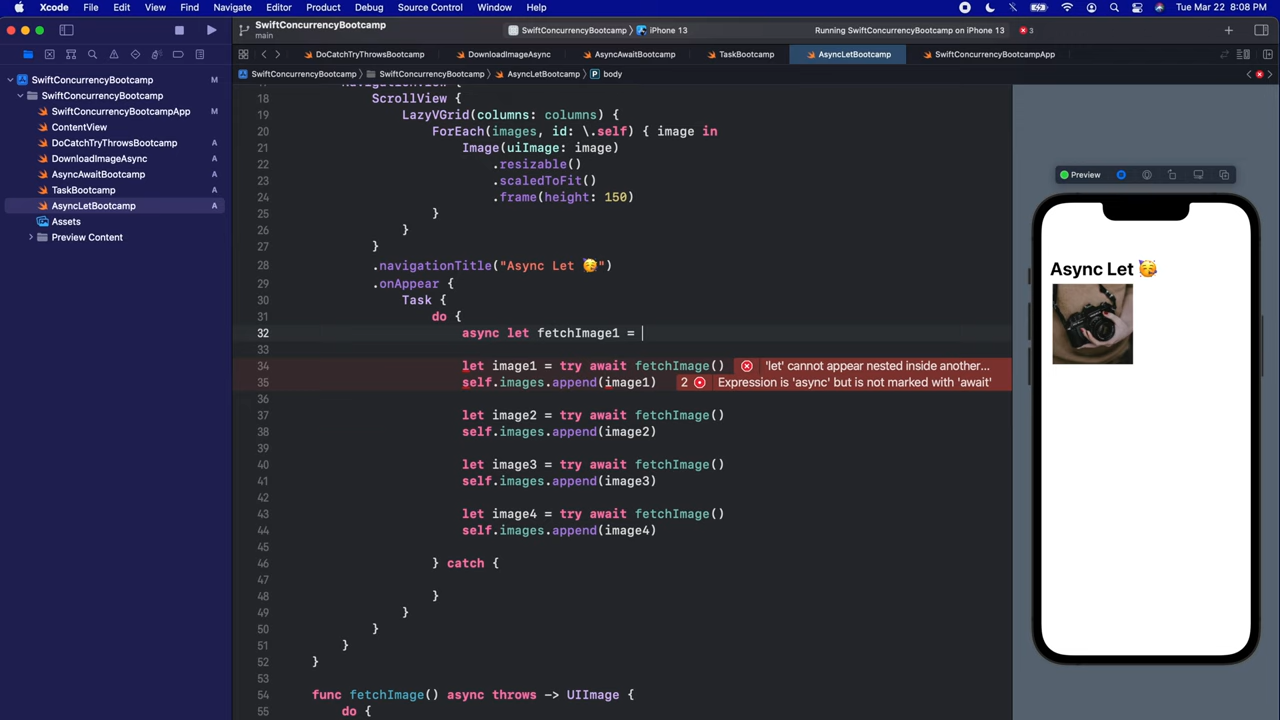 Xcode File Edit View Find Navigate Editor Product Debug Source Control Window Help Tue Mar 22 8:08 PM
SwiftConcurrencyBootcamp
main
SwiftConcurrencyBootcamp 〉 iPhone 13
Running SwiftConcurrencyBootcamp on iPhone 13
3
DoCatchTryThrowsBootcamp DownloadImageAsync AsyncAwaitBootcamp TaskBootcamp AsyncLetBootcamp SwiftConcurrencyBootcampApp
SwiftConcurrencyBootcamp 〉 SwiftConcurrencyBootcamp 〉 AsyncLetBootcamp 〉 P body
SwiftConcurrencyBootcamp M
SwiftConcurrencyBootcamp
SwiftConcurrencyBootcampApp M
ContentView
DoCatchTryThrowsBootcamp A
DownloadImageAsync A
AsyncAwaitBootcamp A
TaskBootcamp A
AsyncLetBootcamp A
Assets
Preview Content
17 NavigationView {
18 ScrollView {
19 LazyVGrid(columns: columns) {
20 ForEach(images, id: \.self) { image in
21 Image(uiImage: image)
22 .resizable()
23 .scaledToFit()
24 .frame(height: 150)
25 }
26 }
27 }
28 .navigationTitle("Async Let 🥳")
29 .onAppear {
30 Task {
31 do {
32 async let fetchImage1 =
33
34 let image1 = try await fetchImage() 'let' cannot appear nested inside another...
35 self.images.append(image1) 2 Expression is 'async' but is not marked with 'await'
36
37 let image2 = try await fetchImage()
38 self.images.append(image2)
39
40 let image3 = try await fetchImage()
41 self.images.append(image3)
42
43 let image4 = try await fetchImage()
44 self.images.append(image4)
45
46 } catch {
47
48 }
49 }
50 }
51 }
52 }
53
54 func fetchImage() async throws -> UIImage {
55 do {
Preview
Async Let 🥳